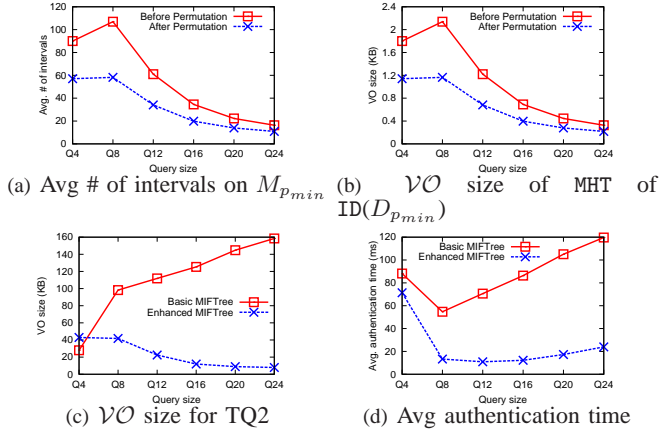 Before Permutation
After Permutation
Avg. # of intervals
120
100
80
60
40
20
0
Q4 Q8 Q12 Q16 Q20 Q24
Query size
(a) Avg # of intervals on M_{p_{min}}
Before Permutation
After Permutation
VO size (KB)
2.4
2
1.6
1.2
0.8
0.4
0
Q4 Q8 Q12 Q16 Q20 Q24
Query size
(b) VO size of MHT of
ID(D_{p_{min}})
Basic MIFTree
Enhanced MIFTree
VO size (KB)
160
140
120
100
80
60
40
20
0
Q4 Q8 Q12 Q16 Q20 Q24
Query size
(c) VO size for TQ2
Basic MIFTree
Enhanced MIFTree
Avg. authentication time (ms)
120
100
80
60
40
20
0
Q4 Q8 Q12 Q16 Q20 Q24
Query size
(d) Avg authentication time